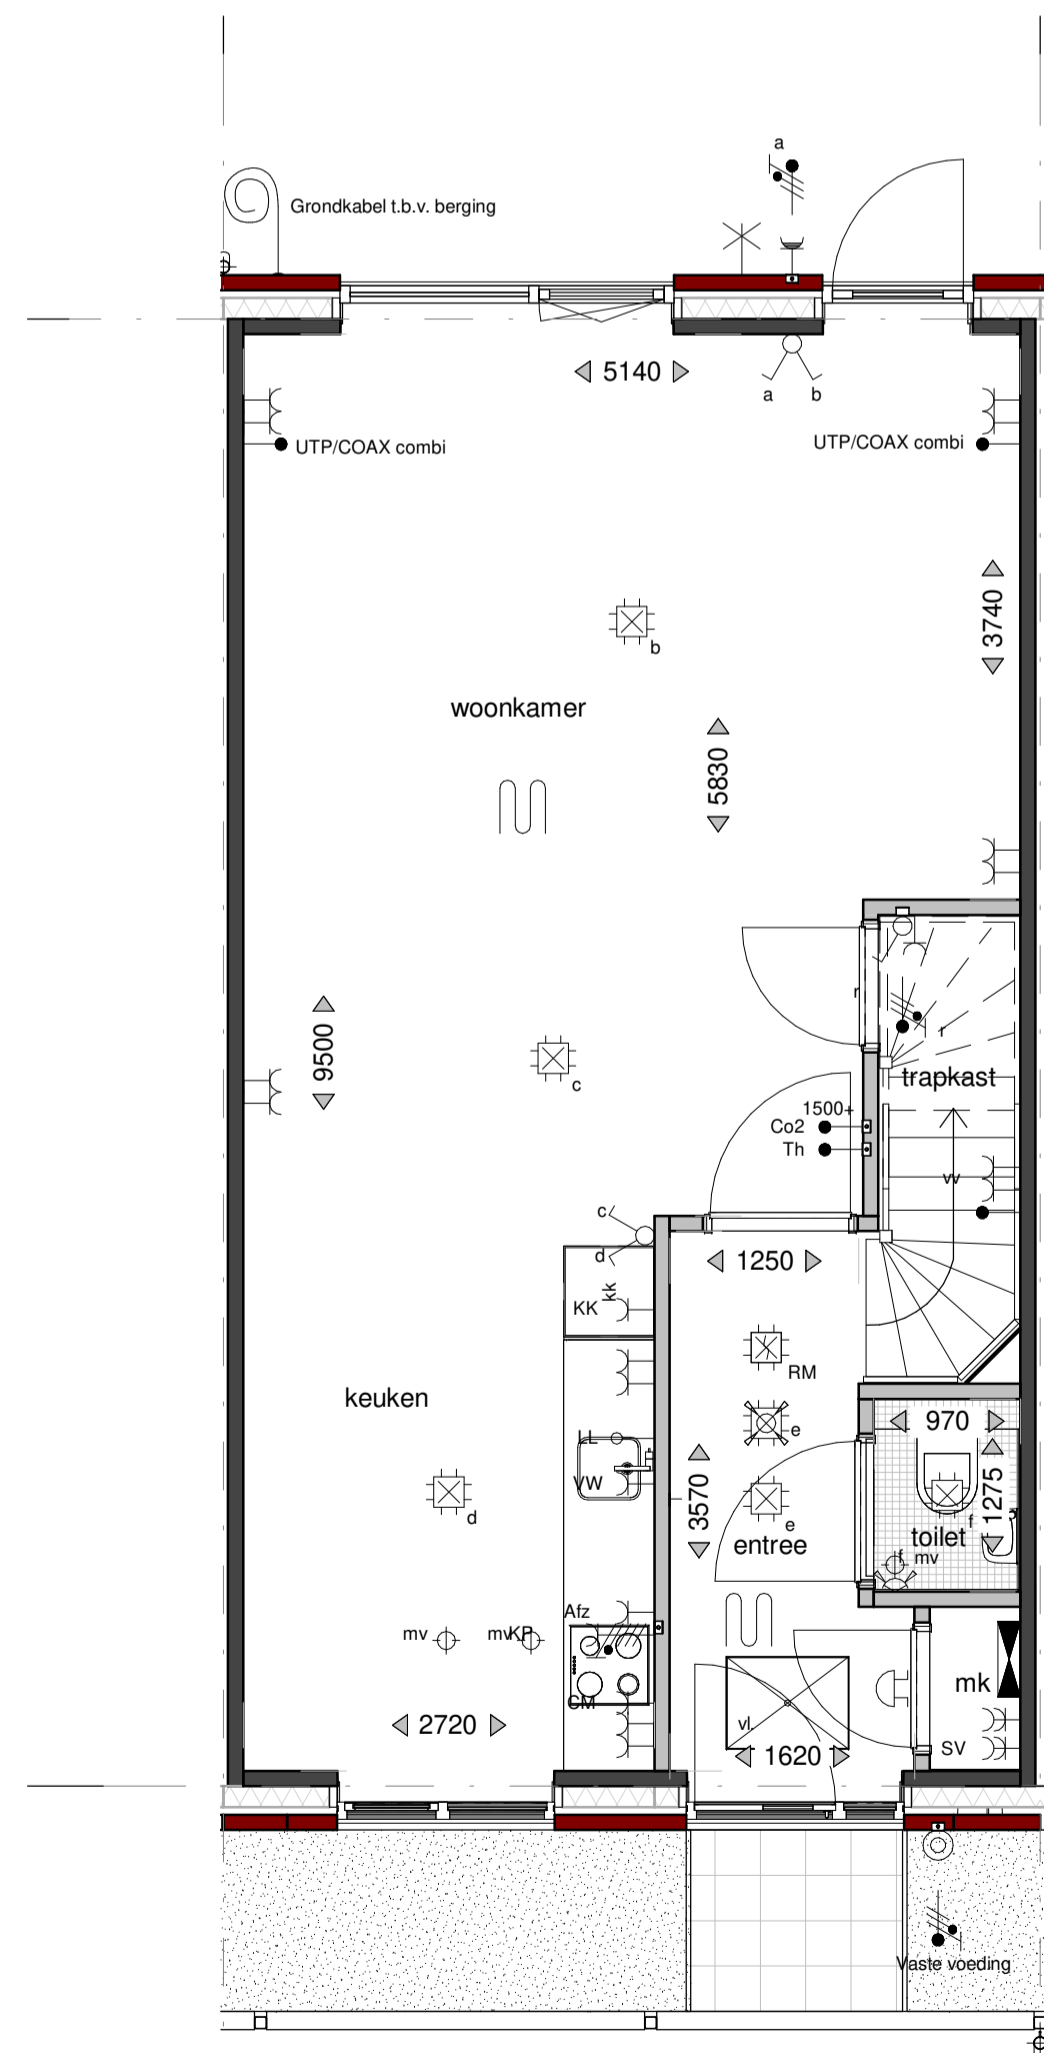 a
Grondkabel t.b.v. berging
5140
a
b
UTP/COAX combi
UTP/COAX combi
3740
b
woonkamer
5830
r
r
9500
c
trapkast
1500+
Co2
Th
vv
c
d
1250
KK
kk
RM
keuken
970
e
LL
VW
3570
1275
d
e
f
toilet
entree
f
mv
Afz
mv
mv
KP
mk
CM
2720
vl.
1620
SV
Vaste voeding